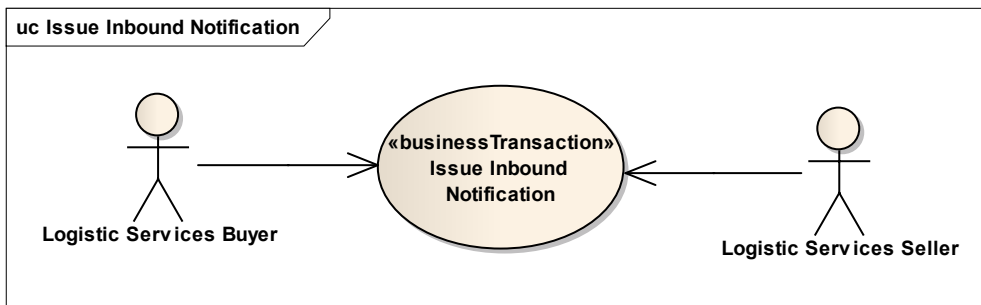 uc Issue Inbound Notification
«businessTransaction»
Issue Inbound
Notification
Logistic Services Buyer
Logistic Services Seller